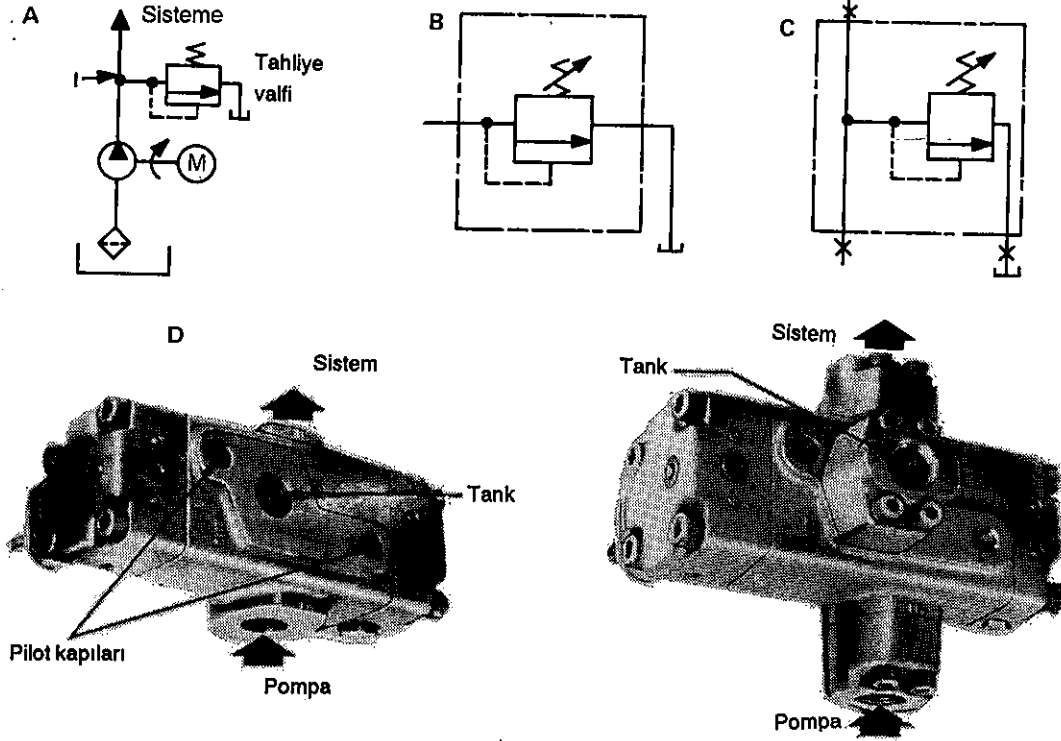 A
Sisteme
Tahliye
valfi
M
B
C
D
Sistem
Tank
Pilot kapıları
Pompa
Sistem
Tank
Pompa